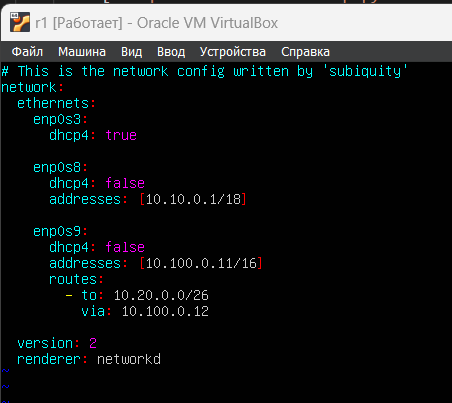 r1 [Работает] - Oracle VM VirtualBox
Файл Машина Вид Ввод Устройства Справка
# This is the network config written by 'subiquity'
network:
  ethernets:
    enp0s3:
      dhcp4: true
    enp0s8:
      dhcp4: false
      addresses: [10.10.0.1/18]
    enp0s9:
      dhcp4: false
      addresses: [10.100.0.11/16]
      routes:
        - to: 10.20.0.0/26
          via: 10.100.0.12
  version: 2
  renderer: networkd
~
~
~